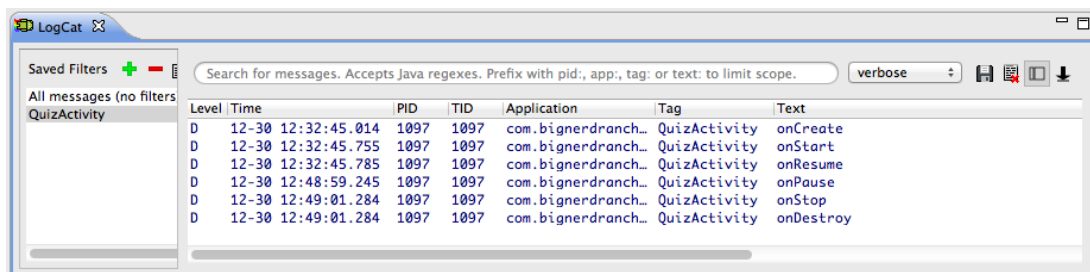 LogCat
Saved Filters
Search for messages. Accepts Java regexes. Prefix with pid:, app:, tag: or text: to limit scope.
verbose
All messages (no filters
QuizActivity
Level Time PID TID Application Tag Text
D 12-30 12:32:45.014 1097 1097 com.bignerdranch… QuizActivity onCreate
D 12-30 12:32:45.755 1097 1097 com.bignerdranch… QuizActivity onStart
D 12-30 12:32:45.785 1097 1097 com.bignerdranch… QuizActivity onResume
D 12-30 12:48:59.245 1097 1097 com.bignerdranch… QuizActivity onPause
D 12-30 12:49:01.284 1097 1097 com.bignerdranch… QuizActivity onStop
D 12-30 12:49:01.284 1097 1097 com.bignerdranch… QuizActivity onDestroy